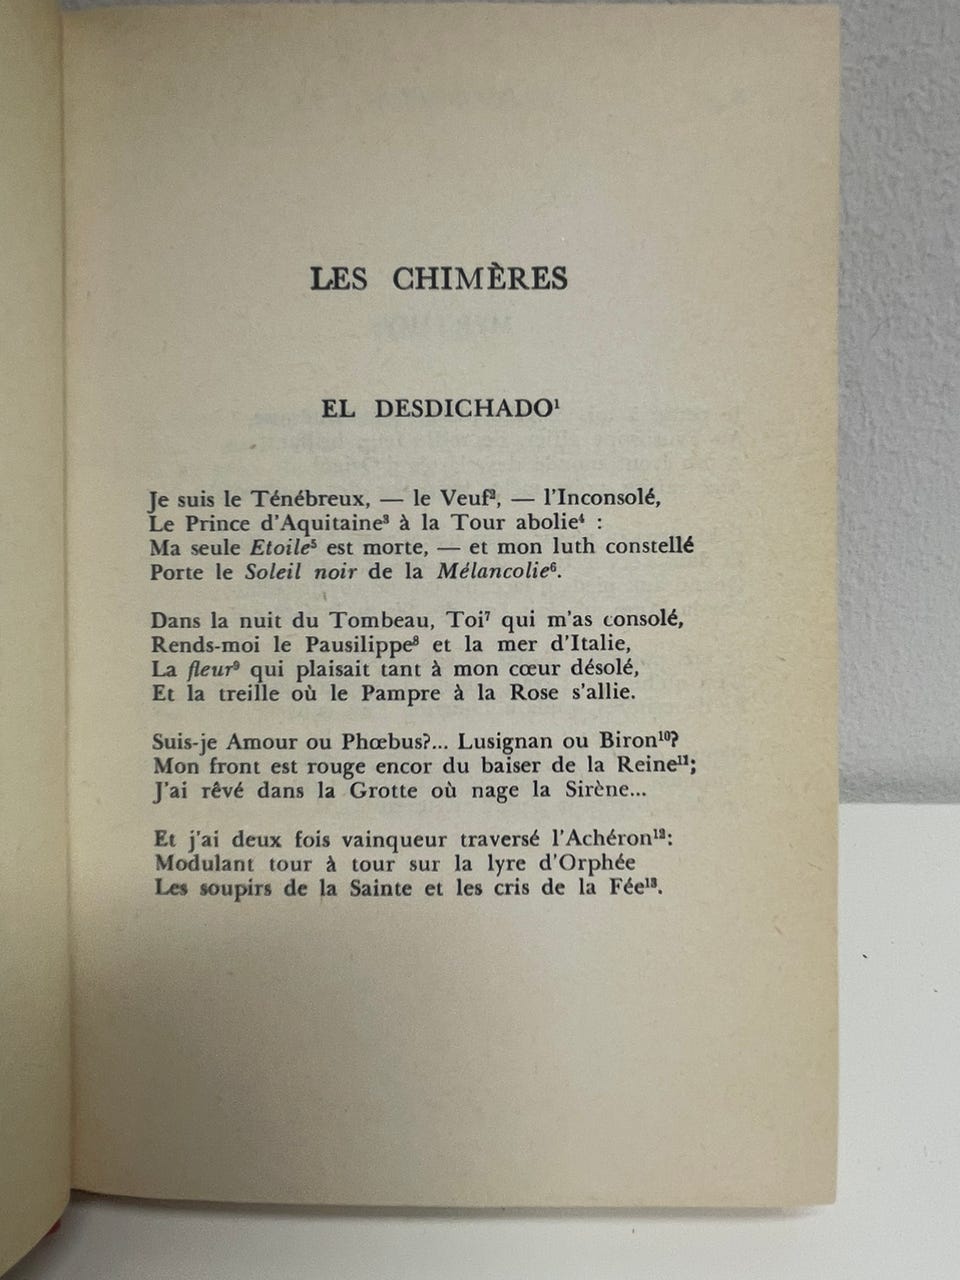 LES CHIMÈRES
EL DESDICHADO¹
Je suis le Ténébreux, — le Veuf², — l'Inconsolé,
Le Prince d'Aquitaine³ à la Tour abolie⁴ :
Ma seule Etoile⁵ est morte, — et mon luth constellé
Porte le Soleil noir de la Mélancolie⁶.
Dans la nuit du Tombeau, Toi⁷ qui m'as consolé,
Rends-moi le Pausilippe⁸ et la mer d'Italie,
La fleur⁹ qui plaisait tant à mon cœur désolé,
Et la treille où le Pampre à la Rose s'allie.
Suis-je Amour ou Phœbus?... Lusignan ou Biron¹⁰?
Mon front est rouge encor du baiser de la Reine¹¹;
J'ai rêvé dans la Grotte où nage la Sirène...
Et j'ai deux fois vainqueur traversé l'Achéron¹²:
Modulant tour à tour sur la lyre d'Orphée
Les soupirs de la Sainte et les cris de la Fée¹³.